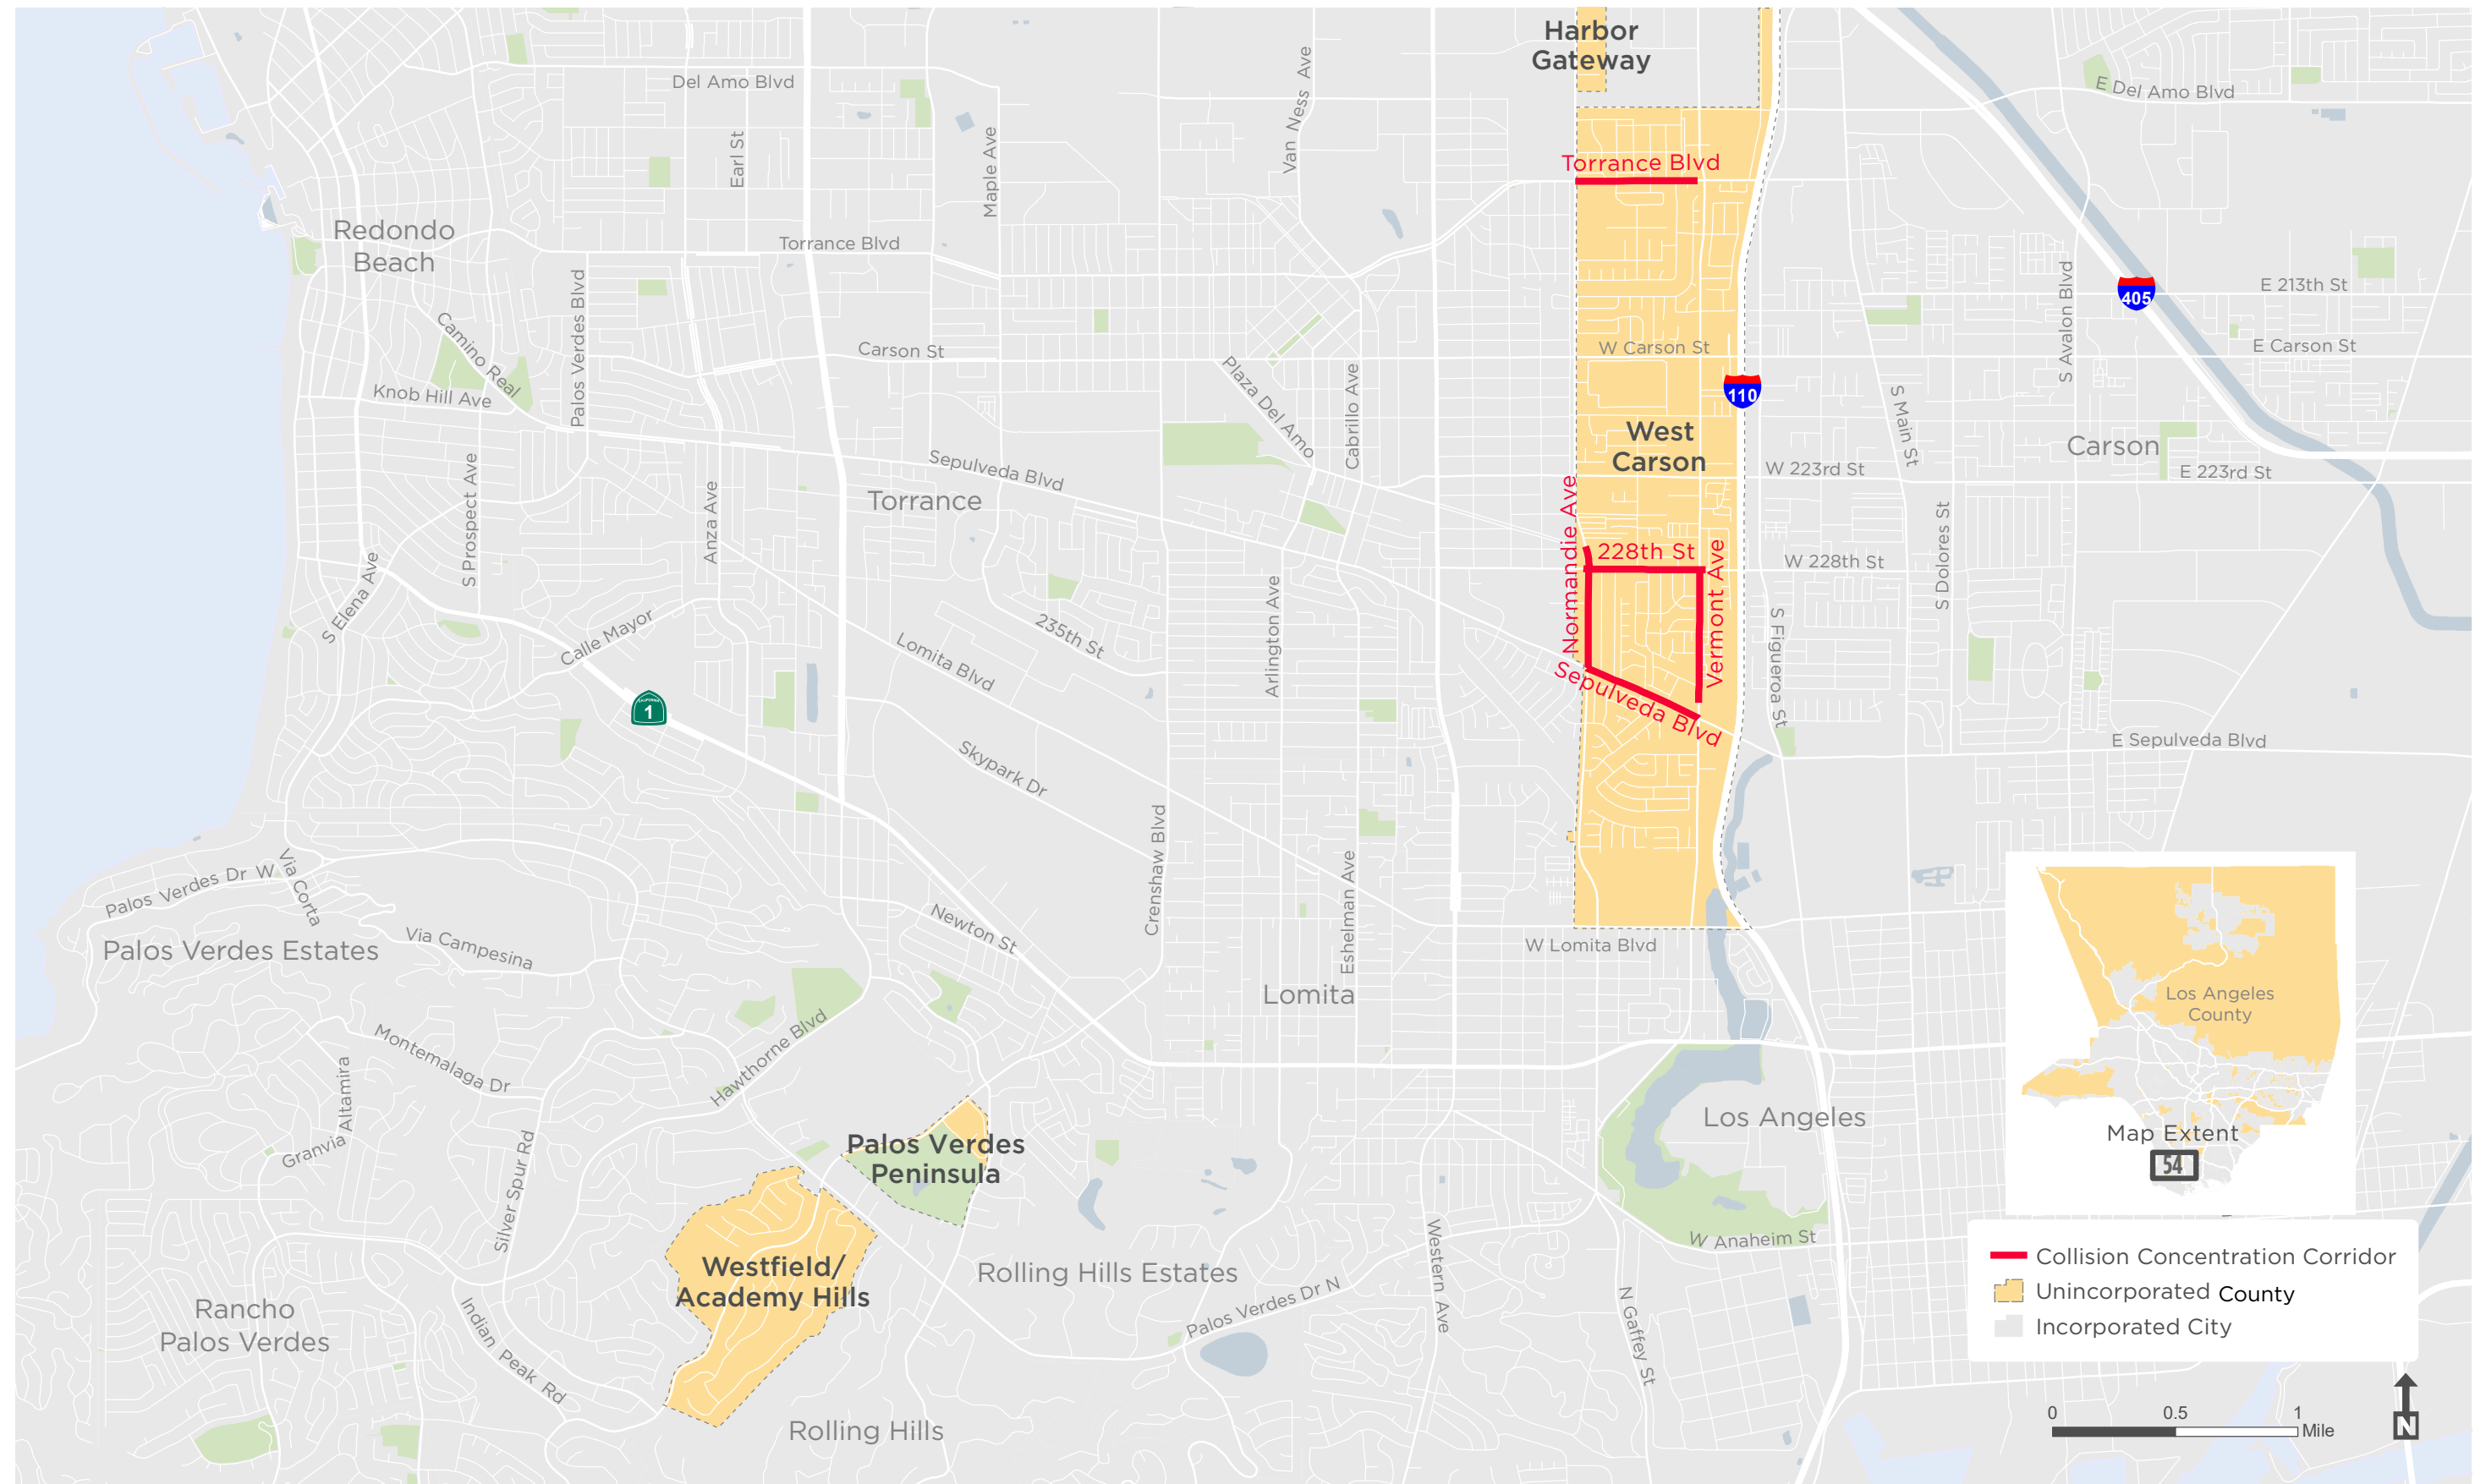 Harbor
Gateway
Del Amo Blvd
E Del Amo Blvd
Van Ness Ave
Earl St
Maple Ave
Torrance Blvd
Redondo
Beach
Torrance Blvd
Palos Verdes Blvd
405
E 213th St
S Avalon Blvd
Camino Real
Carson St
W Carson St
E Carson St
Plaza Del Amo
Cabrillo Ave
Knob Hill Ave
110
S Main St
West
Carson
Carson
Sepulveda Blvd
W 223rd St
E 223rd St
Torrance
S Prospect Ave
Anza Ave
Normandie Ave
228th St
Vermont Ave
W 228th St
S Dolores St
S Elena Ave
Calle Mayor
235th St
Lomita Blvd
Arlington Ave
S Figueroa St
Sepulveda Blvd
CALIFORNIA
1
E Sepulveda Blvd
Skypark Dr
Crenshaw Blvd
Via Corta
Palos Verdes Dr W
Eshelman Ave
Newton St
Palos Verdes Estates
Via Campesina
W Lomita Blvd
Lomita
Los Angeles
County
Montemalaga Dr
Hawthorne Blvd
Granvia Altamira
Los Angeles
Map Extent
54
Palos Verdes
Peninsula
Silver Spur Rd
W Anaheim St
Westfield/
Academy Hills
Rolling Hills Estates
Western Ave
Palos Verdes Dr N
N Gaffey St
Rancho
Palos Verdes
Indian Peak Rd
Rolling Hills
Collision Concentration Corridor
Unincorporated County
Incorporated City
0 0.5 1
Mile
N